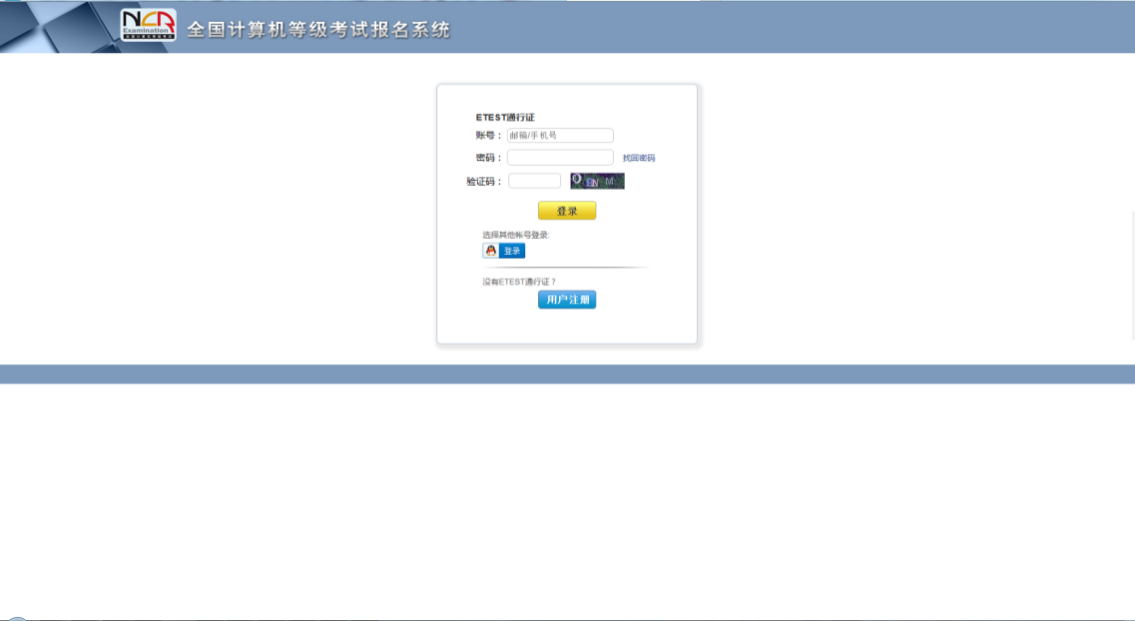 NCR
Examination
全国计算机等级考试报名系统
ETEST通行证
账号： 邮箱/手机号
密码： 找回密码
验证码：
登录
选择其他帐号登录:
登录
没有ETEST通行证？
用户注册